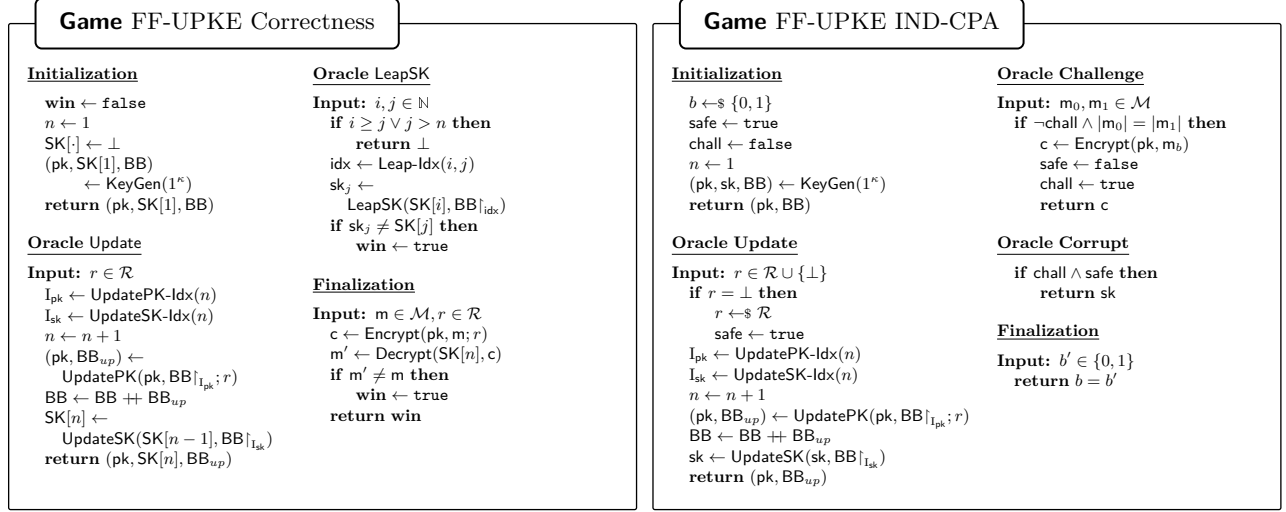 Game FF-UPKE Correctness
Initialization
win ← false
n ← 1
SK[·] ← ⊥
(pk, SK[1], BB)
← KeyGen(1^κ)
return (pk, SK[1], BB)
Oracle Update
Input: r ∈ R
I_pk ← UpdatePK-Idx(n)
I_sk ← UpdateSK-Idx(n)
n ← n + 1
(pk, BB_up) ←
UpdatePK(pk, BB↾_{I_pk}; r)
BB ← BB ⧺ BB_up
SK[n] ←
UpdateSK(SK[n − 1], BB↾_{I_sk})
return (pk, SK[n], BB_up)
Oracle LeapSK
Input: i, j ∈ ℕ
if i ≥ j ∨ j > n then
return ⊥
idx ← Leap-Idx(i, j)
sk_j ←
LeapSK(SK[i], BB↾_idx)
if sk_j ≠ SK[j] then
win ← true
Finalization
Input: m ∈ M, r ∈ R
c ← Encrypt(pk, m; r)
m′ ← Decrypt(SK[n], c)
if m′ ≠ m then
win ← true
return win
Game FF-UPKE IND-CPA
Initialization
b ←$ {0, 1}
safe ← true
chall ← false
n ← 1
(pk, sk, BB) ← KeyGen(1^κ)
return (pk, BB)
Oracle Update
Input: r ∈ R ∪ {⊥}
if r = ⊥ then
r ←$ R
safe ← true
I_pk ← UpdatePK-Idx(n)
I_sk ← UpdateSK-Idx(n)
n ← n + 1
(pk, BB_up) ← UpdatePK(pk, BB↾_{I_pk}; r)
BB ← BB ⧺ BB_up
sk ← UpdateSK(sk, BB↾_{I_sk})
return (pk, BB_up)
Oracle Challenge
Input: m_0, m_1 ∈ M
if ¬chall ∧ |m_0| = |m_1| then
c ← Encrypt(pk, m_b)
safe ← false
chall ← true
return c
Oracle Corrupt
if chall ∧ safe then
return sk
Finalization
Input: b′ ∈ {0, 1}
return b = b′